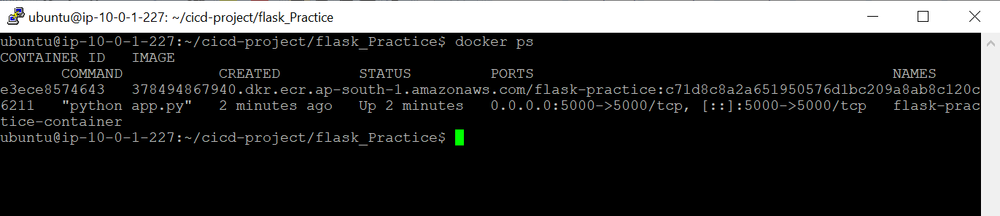 ubuntu@ip-10-0-1-227: ~/cicd-project/flask_Practice
ubuntu@ip-10-0-1-227:~/cicd-project/flask_Practice$ docker ps
CONTAINER ID   IMAGE
       COMMAND           CREATED         STATUS         PORTS                                         NAMES
e3ece8574643   378494867940.dkr.ecr.ap-south-1.amazonaws.com/flask-practice:c71d8c8a2a651950576d1bc209a8ab8c120c
6211   "python app.py"   2 minutes ago   Up 2 minutes   0.0.0.0:5000->5000/tcp, [::]:5000->5000/tcp   flask-prac
tice-container
ubuntu@ip-10-0-1-227:~/cicd-project/flask_Practice$